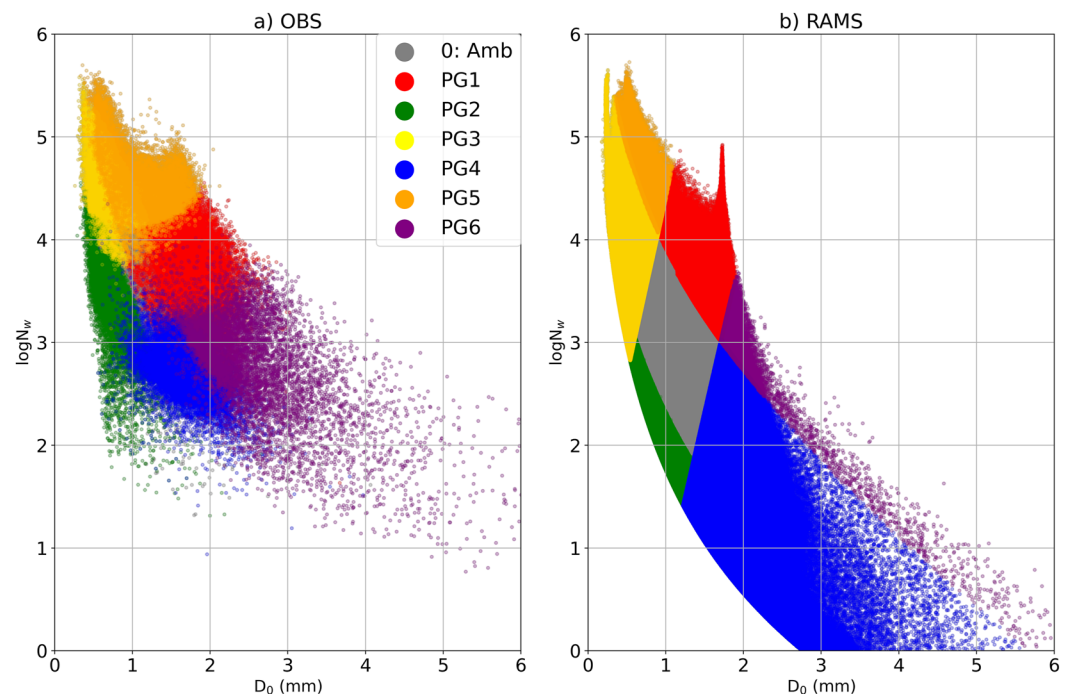 a) OBS
6
5
4
3
2
1
0
logN_w
0 1 2 3 4 5 6
D_0 (mm)
0: Amb
PG1
PG2
PG3
PG4
PG5
PG6
b) RAMS
6
5
4
3
2
1
0
logN_w
0 1 2 3 4 5 6
D_0 (mm)